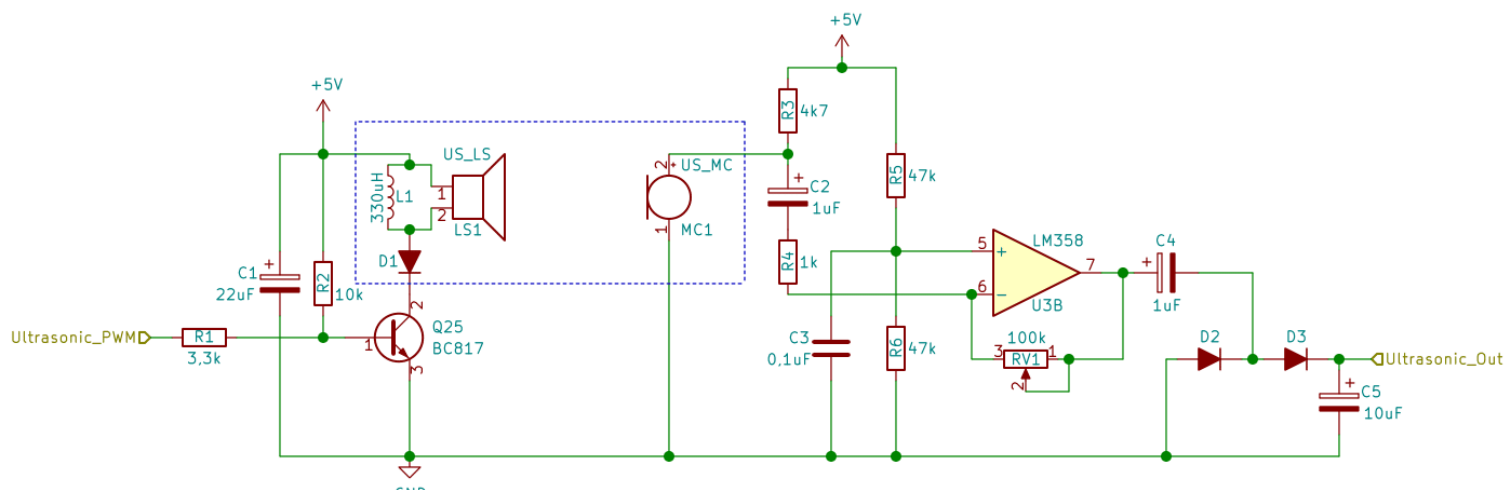 +5V
+5V
R3
4k7
US_LS
2
US_MC
330uH
L1
1
2
LS1
1
MC1
C2
1uF
R5
47k
R4
1k
5
LM358
7
6
U3B
C4
1uF
D1
C1
22uF
R2
10k
2
Q25
BC817
1
3
Ultrasonic_PWM
R1
3,3k
C3
0,1uF
R6
47k
100k
3
RV1
1
2
D2
D3
Ultrasonic_Out
C5
10uF